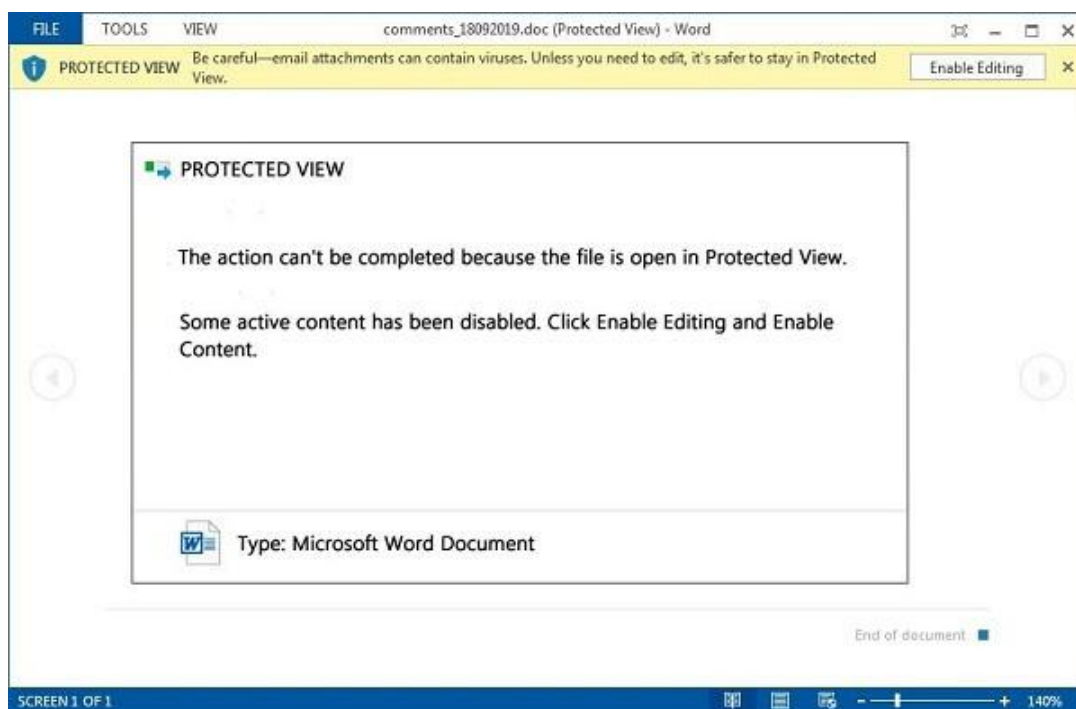 FILE TOOLS VIEW comments_18092019.doc (Protected View) - Word
PROTECTED VIEW Be careful—email attachments can contain viruses. Unless you need to edit, it's safer to stay in Protected
View. Enable Editing
PROTECTED VIEW
The action can't be completed because the file is open in Protected View.
Some active content has been disabled. Click Enable Editing and Enable
Content.
W Type: Microsoft Word Document
End of document
SCREEN 1 OF 1 140%